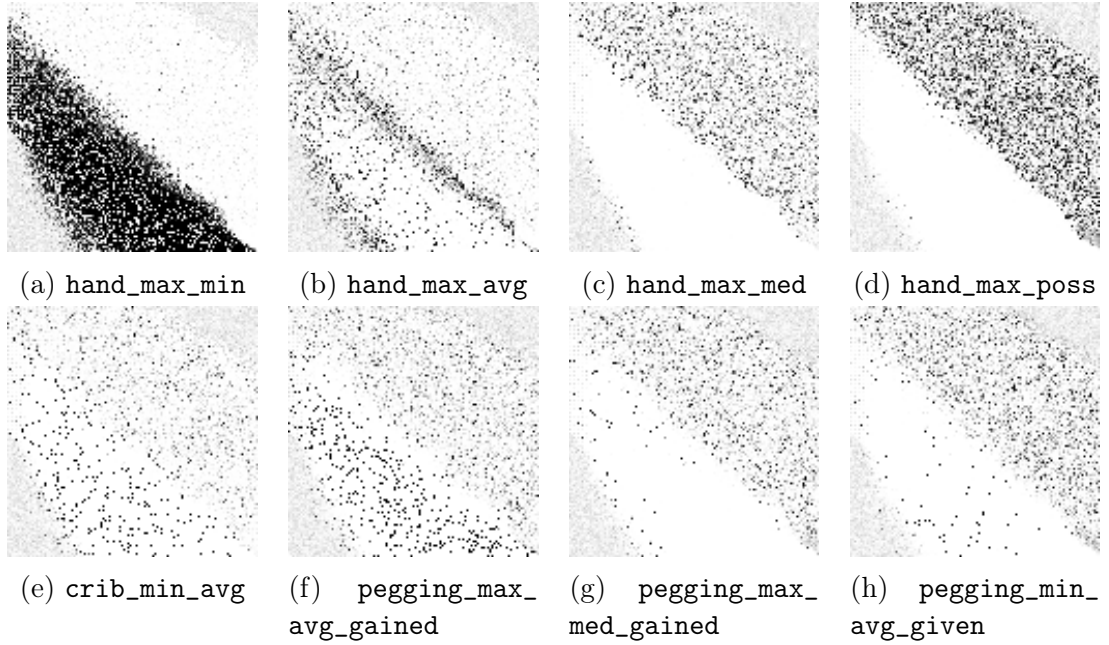 (a) hand_max_min (b) hand_max_avg (c) hand_max_med (d) hand_max_poss
(e) crib_min_avg (f) pegging_max_ (g) pegging_max_ (h) pegging_min_
avg_gained med_gained avg_given